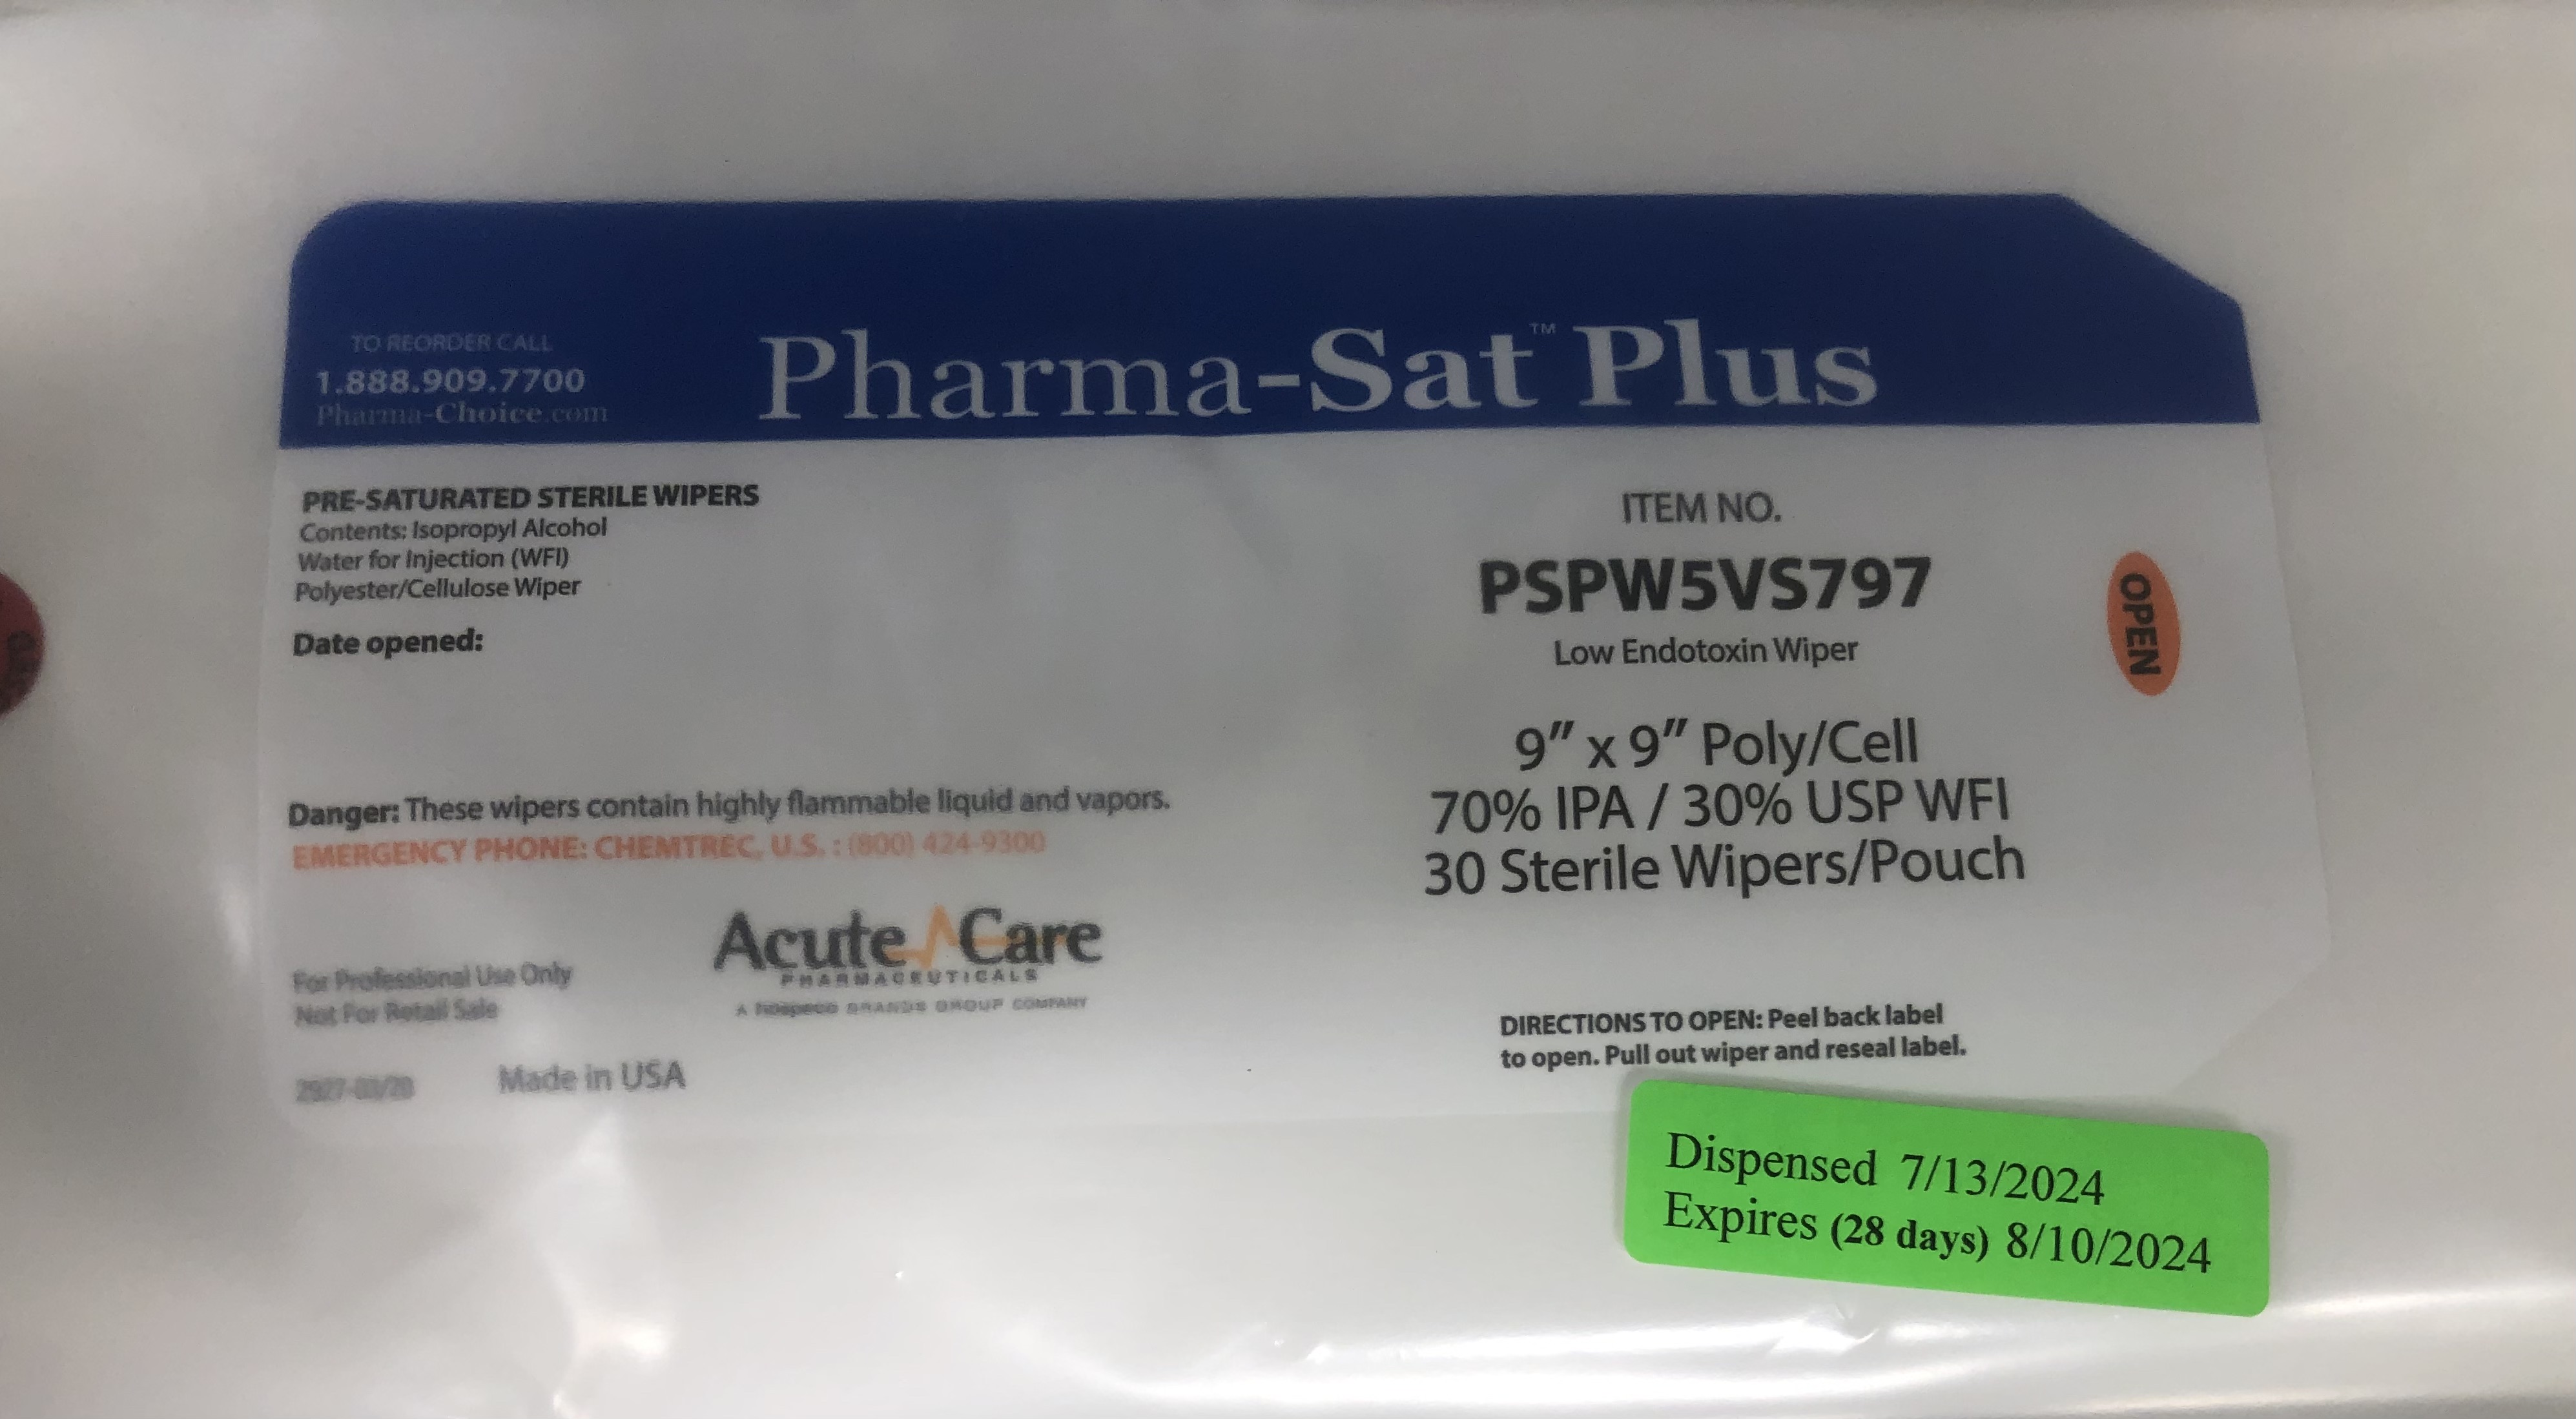 TO REORDER CALL
1.888.909.7700
Pharma-Choice.com
Pharma-Sat™ Plus
PRE-SATURATED STERILE WIPERS
Contents: Isopropyl Alcohol
Water for Injection (WFI)
Polyester/Cellulose Wiper
Date opened:
Danger: These wipers contain highly flammable liquid and vapors.
EMERGENCY PHONE: CHEMTREC, U.S. : (800) 424-9300
For Professional Use Only
Not For Retail Sale
Made in USA
Acute Care
PHARMACEUTICALS
A hospeco BRANDS GROUP COMPANY
ITEM NO.
PSPW5VS797
Low Endotoxin Wiper
9" x 9" Poly/Cell
70% IPA / 30% USP WFI
30 Sterile Wipers/Pouch
OPEN
DIRECTIONS TO OPEN: Peel back label
to open. Pull out wiper and reseal label.
Dispensed 7/13/2024
Expires (28 days) 8/10/2024